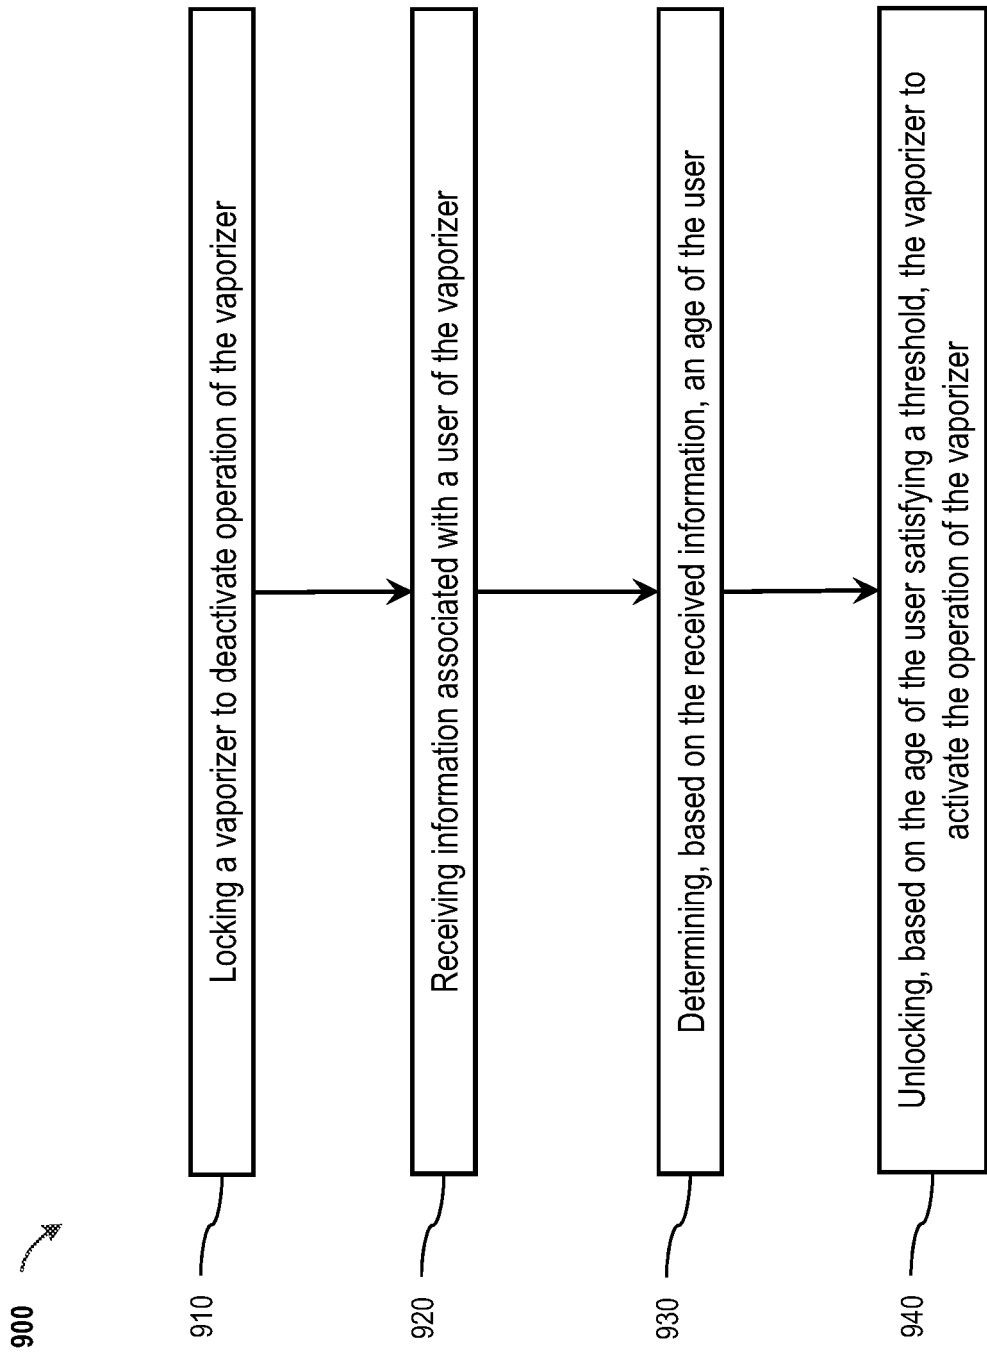 900
910
Locking a vaporizer to deactivate operation of the vaporizer
920
Receiving information associated with a user of the vaporizer
930
Determining, based on the received information, an age of the user
940
Unlocking, based on the age of the user satisfying a threshold, the vaporizer to
activate the operation of the vaporizer